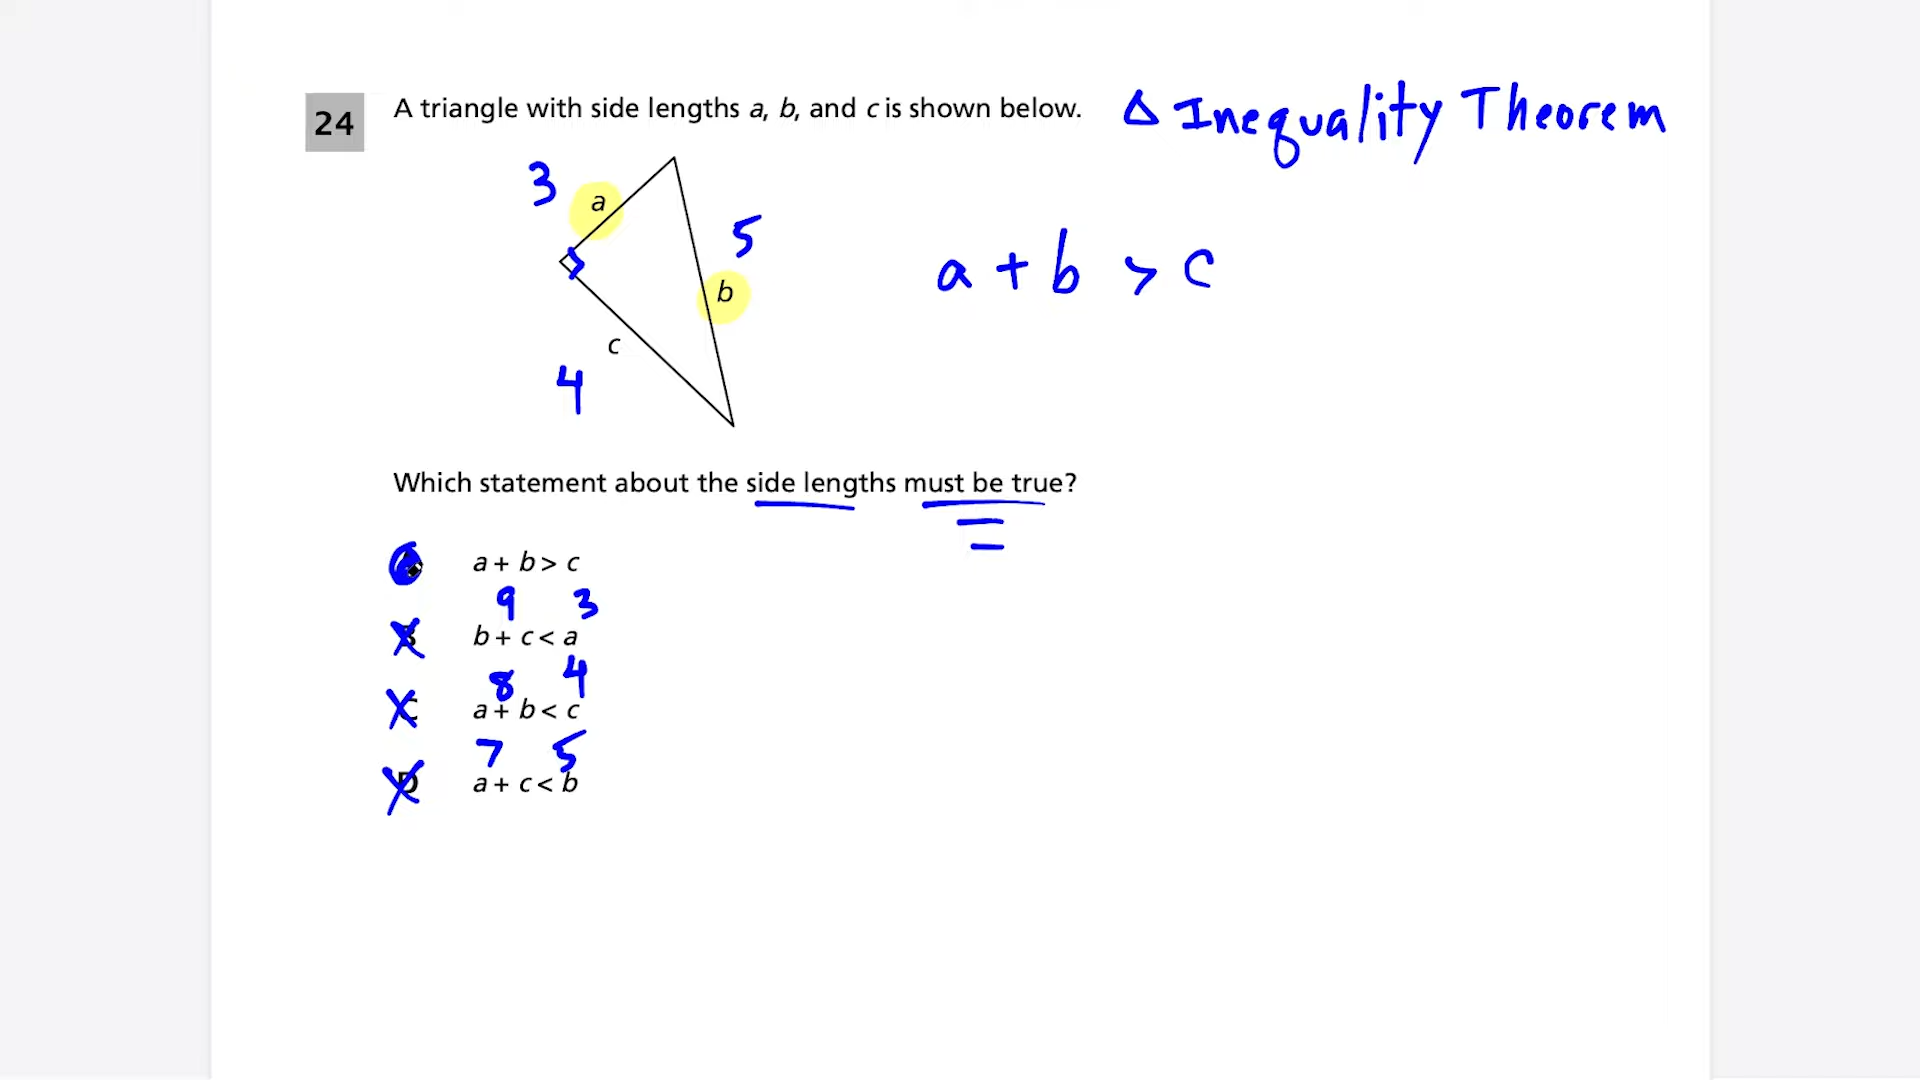 24 A triangle with side lengths a, b, and c is shown below. Δ Inequality Theorem
3
a
5
a + b > c
b
c
4
Which statement about the side lengths must be true?
a + b > c
9 3
B b + c < a
8 4
C a + b < c
7 5
D a + c < b